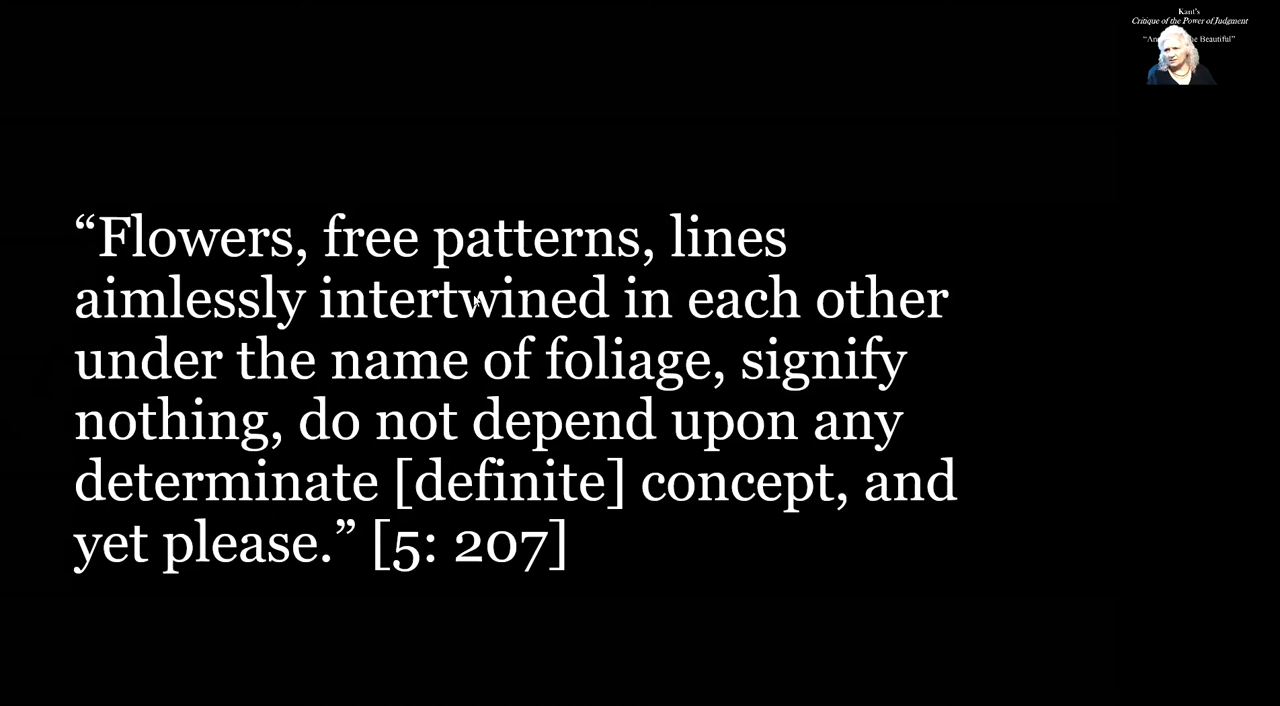 Kant's
Critique of the Power of Judgment
Beautiful"
"Flowers, free patterns, lines
aimlessly intertwined in each other
under the name of foliage, signify
nothing, do not depend upon any
determinate [definite] concept, and
yet please." [5: 207]